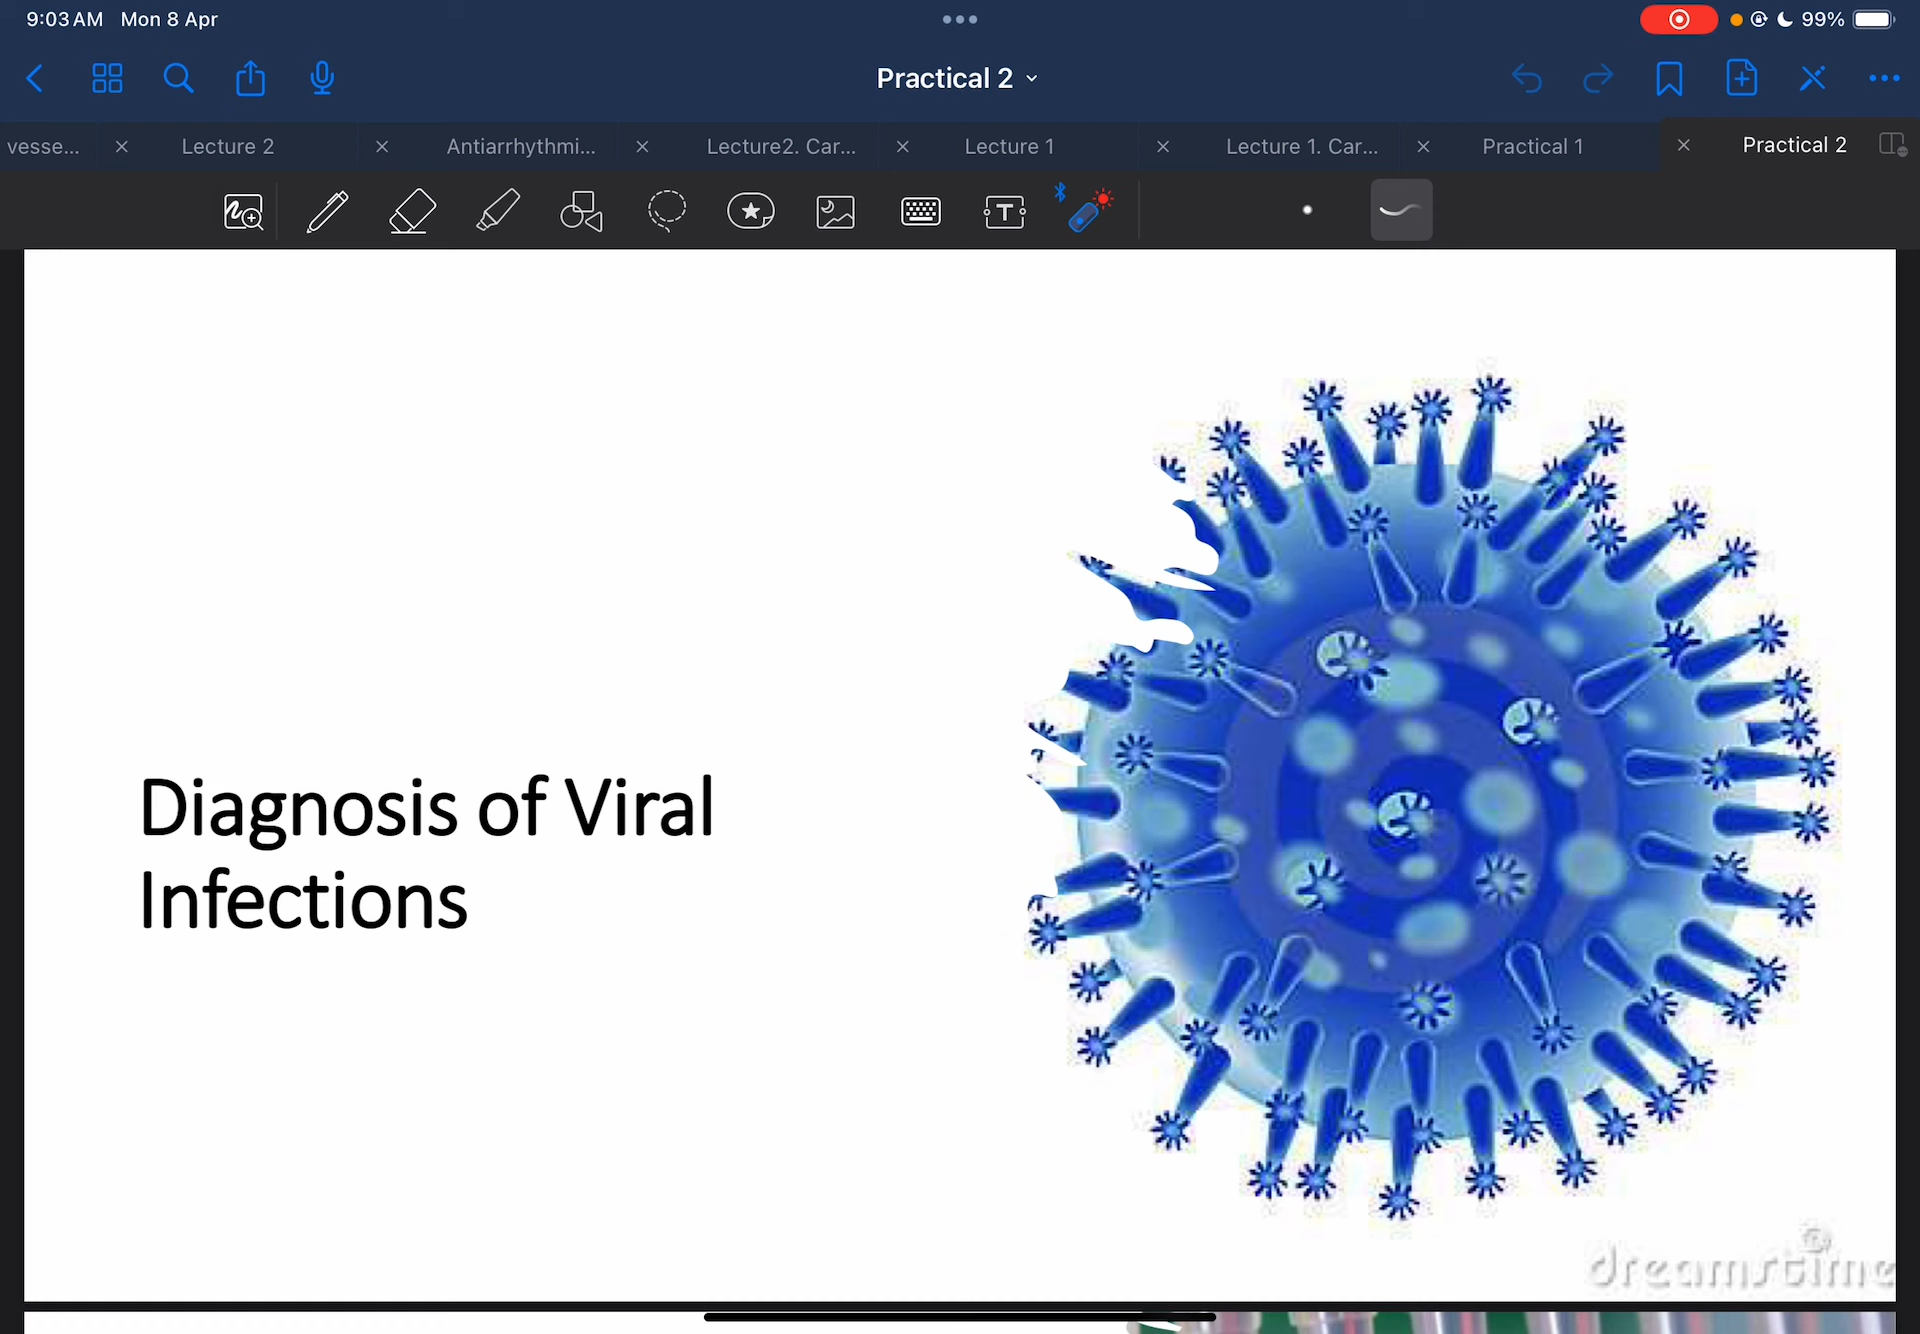 9:03 AM Mon 8 Apr
99%
Practical 2
vesse...
Lecture 2
Antiarrhythmi...
Lecture2. Car...
Lecture 1
Lecture 1. Car...
Practical 1
Practical 2
T
Diagnosis of Viral
Infections
dreamstime